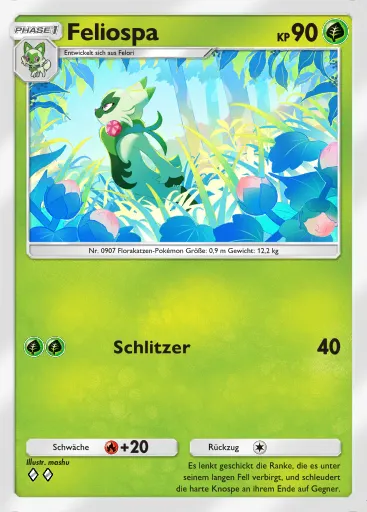 PHASE 1
Feliospa
KP 90
Entwickelt sich aus Felori
Nr. 0907 Florakatzen-Pokémon Größe: 0,9 m Gewicht: 12,2 kg
Schlitzer 40
Schwäche +20
Rückzug
Illustr. mashu
Es lenkt geschickt die Ranke, die es unter
seinem langen Fell verbirgt, und schleudert
die harte Knospe an ihrem Ende auf Gegner.